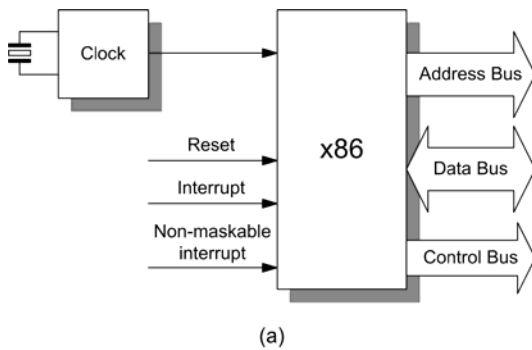 Clock
Address Bus
Reset
x86
Data Bus
Interrupt
Non-maskable
interrupt
Control Bus
(a)